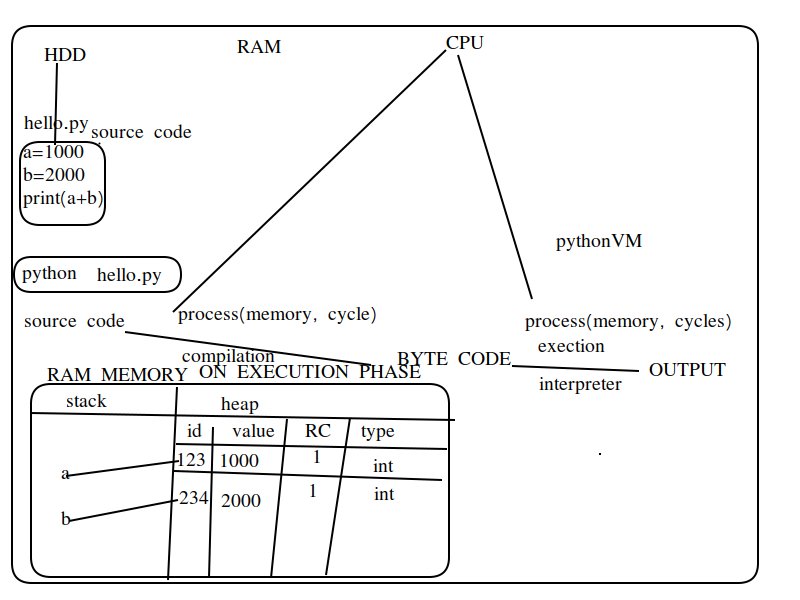 HDD RAM CPU
hello.py source code
a=1000
b=2000
print(a+b)
pythonVM
python hello.py
source code process(memory, cycle) process(memory, cycles)
exection
compilation BYTE CODE OUTPUT
interpreter
RAM MEMORY ON EXECUTION PHASE
stack heap
id value RC type
a 123 1000 1 int
b 234 2000 1 int